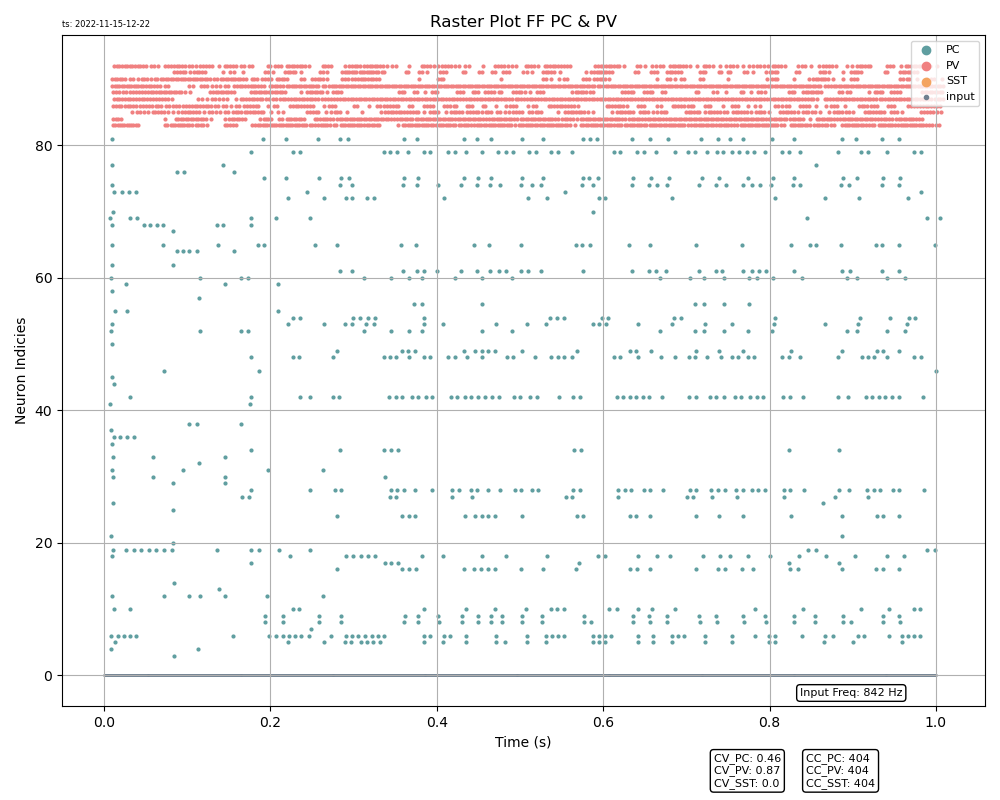 ts: 2022-11-15-12-22
Raster Plot FF PC & PV
PC
PV
SST
input
Neuron Indicies
80
60
40
20
0
Input Freq: 842 Hz
0.0 0.2 0.4 0.6 0.8 1.0
Time (s)
CV_PC: 0.46
CV_PV: 0.87
CV_SST: 0.0
CC_PC: 404
CC_PV: 404
CC_SST: 404